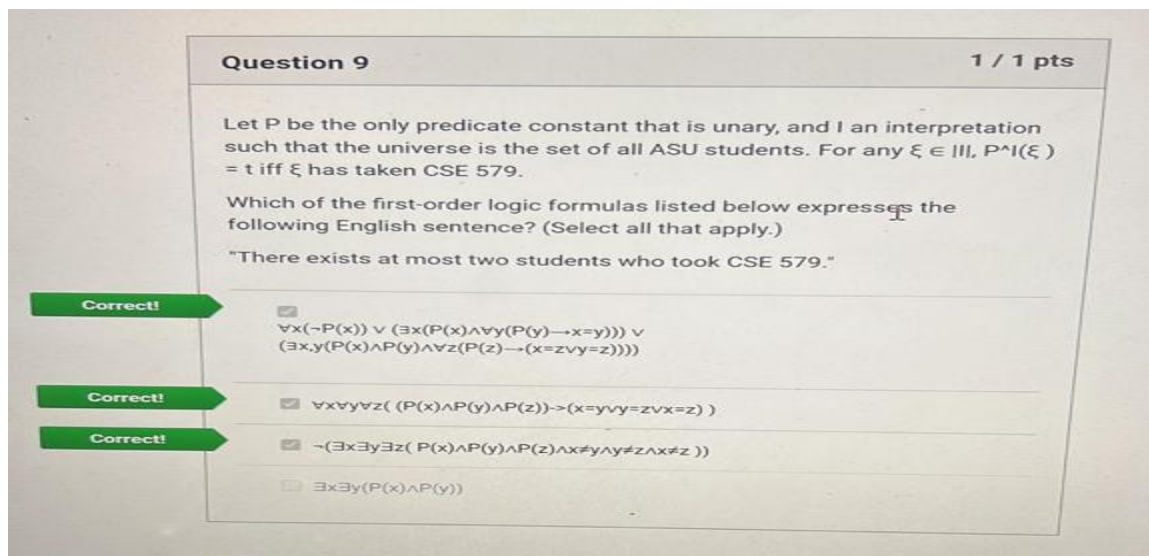 Question 9
1 / 1 pts
Let P be the only predicate constant that is unary, and I an interpretation
such that the universe is the set of all ASU students. For any ξ ∈ |I|, P^I(ξ )
= t iff ξ has taken CSE 579.
Which of the first-order logic formulas listed below expresses the
following English sentence? (Select all that apply.)
"There exists at most two students who took CSE 579."
Correct!
∀x(¬P(x)) ∨ (∃x(P(x)∧∀y(P(y)→x=y))) ∨
(∃x,y(P(x)∧P(y)∧∀z(P(z)→(x=z∨y=z))))
Correct!
∀x∀y∀z( (P(x)∧P(y)∧P(z))->(x=y∨y=z∨x=z) )
Correct!
¬(∃x∃y∃z( P(x)∧P(y)∧P(z)∧x≠y∧y≠z∧x≠z ))
∃x∃y(P(x)∧P(y))